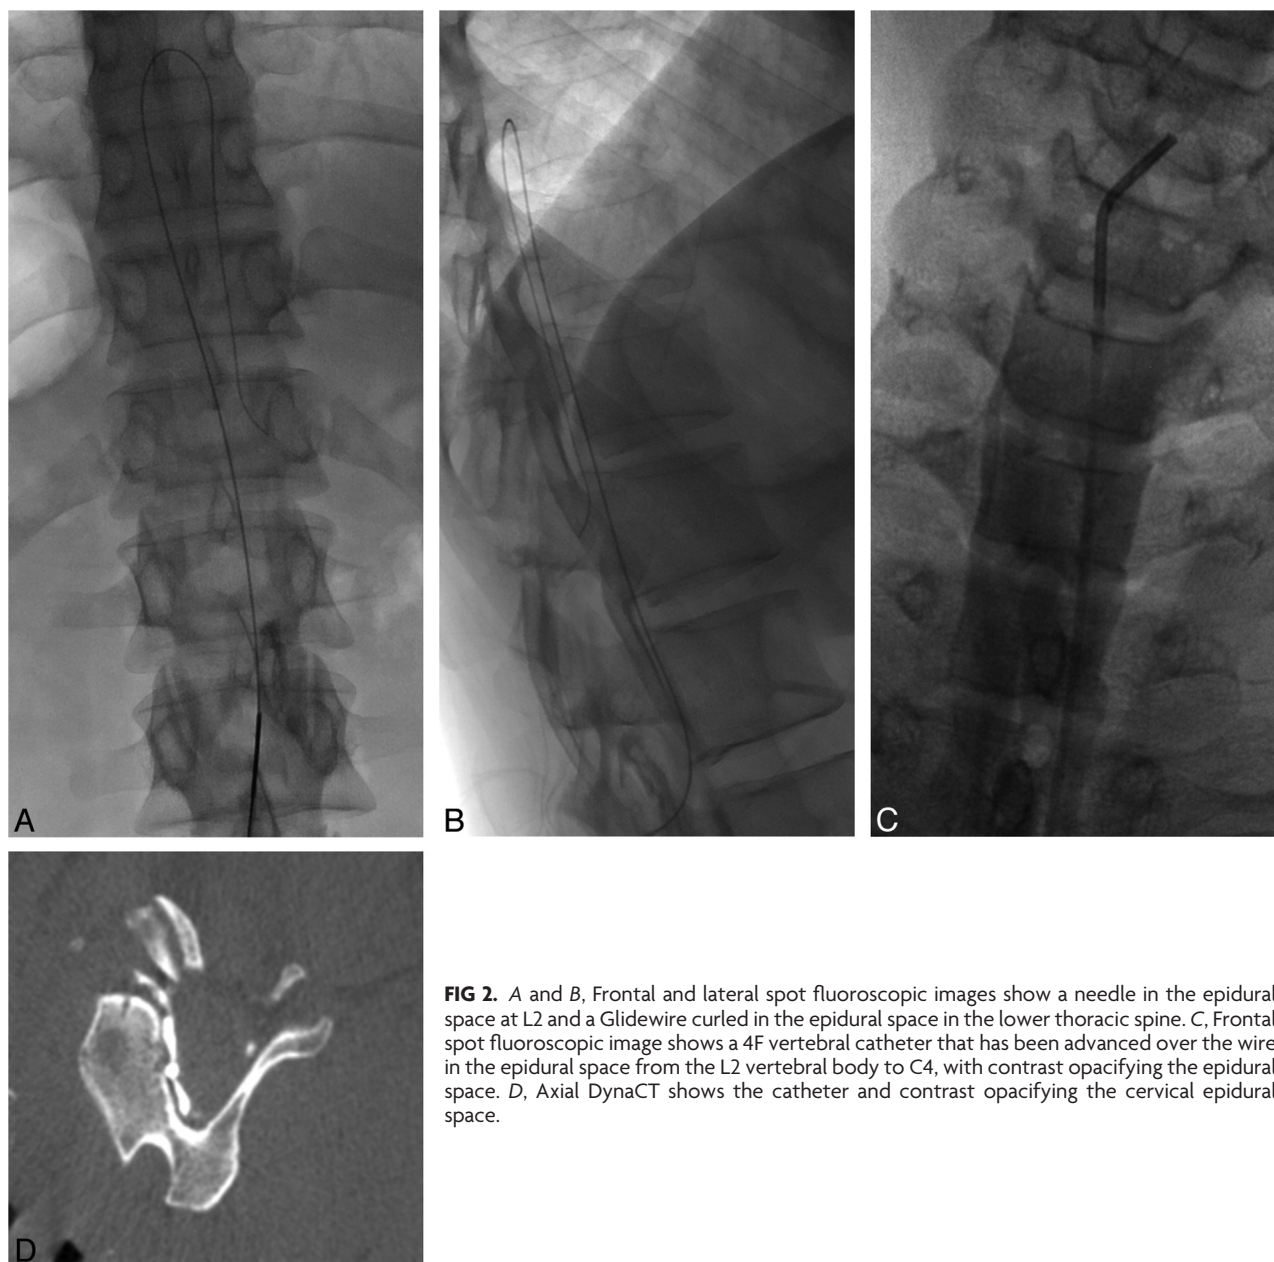 A
B
C
D
FIG 2. A and B, Frontal and lateral spot fluoroscopic images show a needle in the epidural
space at L2 and a Glidewire curled in the epidural space in the lower thoracic spine. C, Frontal
spot fluoroscopic image shows a 4F vertebral catheter that has been advanced over the wire
in the epidural space from the L2 vertebral body to C4, with contrast opacifying the epidural
space. D, Axial DynaCT shows the catheter and contrast opacifying the cervical epidural
space.